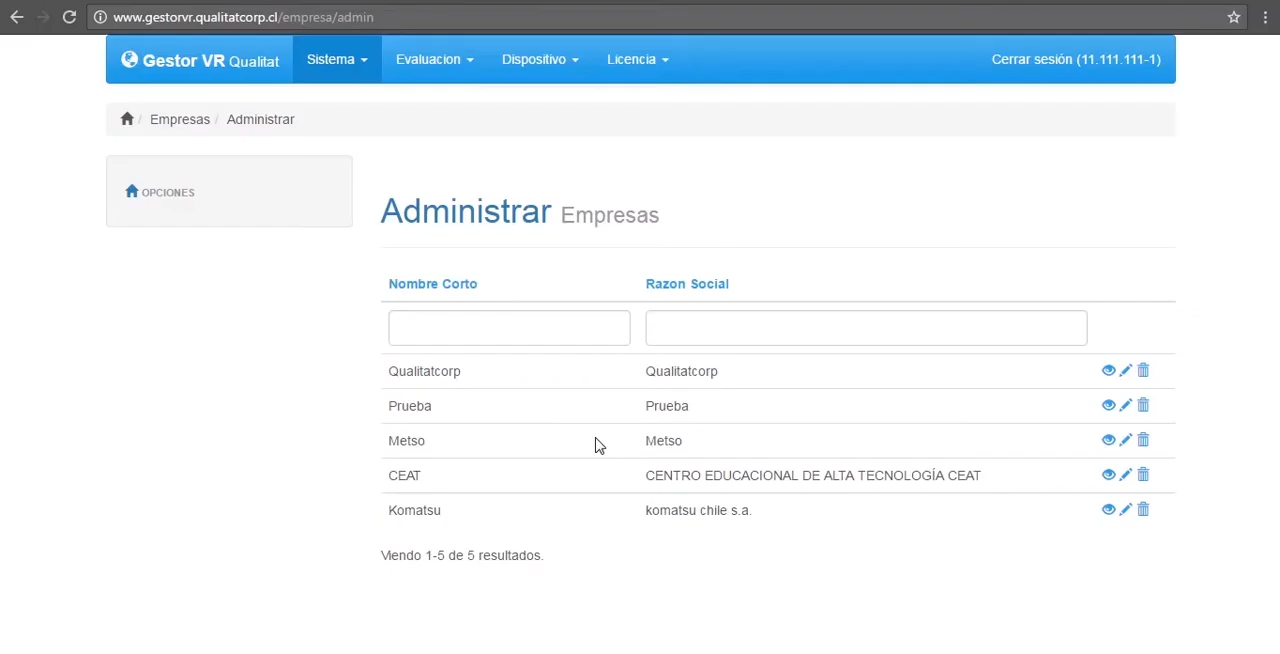 www.gestorvr.qualitatcorp.cl/empresa/admin
Gestor VR Qualitat Sistema Evaluacion Dispositivo Licencia Cerrar sesión (11.111.111-1)
/ Empresas / Administrar
OPCIONES
Administrar Empresas
Nombre Corto Razon Social
Qualitatcorp Qualitatcorp
Prueba Prueba
Metso Metso
CEAT CENTRO EDUCACIONAL DE ALTA TECNOLOGÍA CEAT
Komatsu komatsu chile s.a.
Viendo 1-5 de 5 resultados.